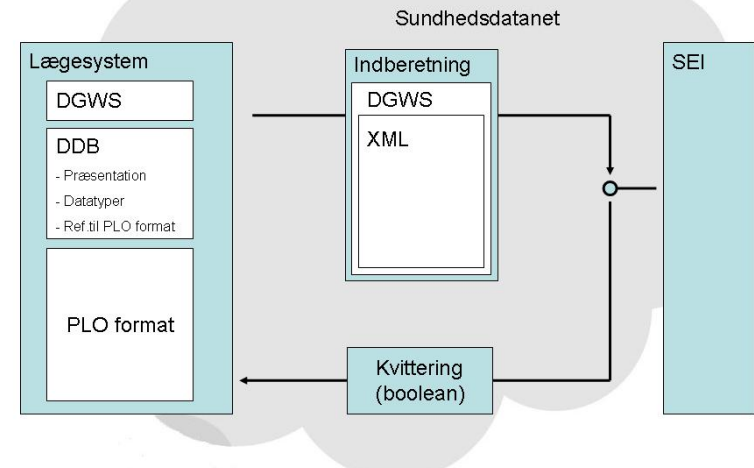 Sundhedsdatanet
Lægesystem
DGWS
DDB
- Præsentation
- Datatyper
- Ref.til PLO format
PLO format
Indberetning
DGWS
XML
Kvittering
(boolean)
SEI